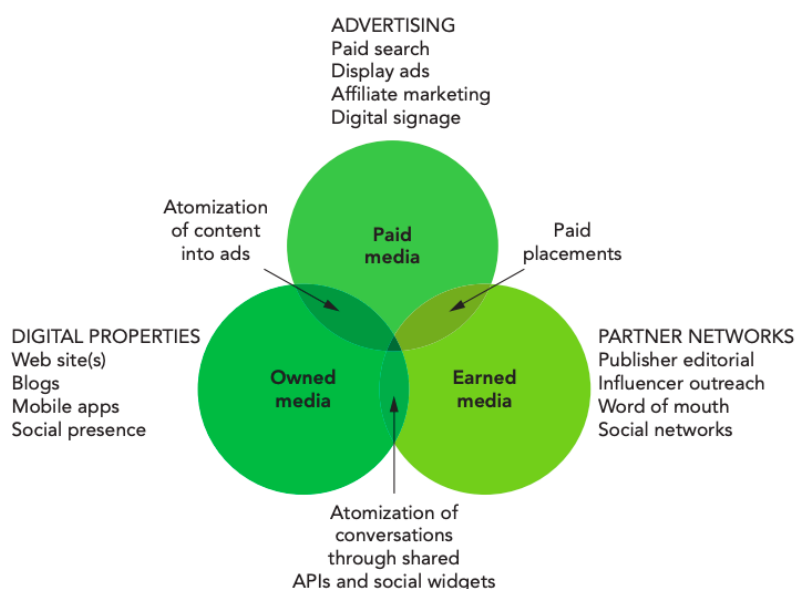 ADVERTISING
Paid search
Display ads
Affiliate marketing
Digital signage
Atomization
of content
into ads
Paid
media
Paid
placements
DIGITAL PROPERTIES
Web site(s)
Blogs
Mobile apps
Social presence
Owned
media
Earned
media
PARTNER NETWORKS
Publisher editorial
Influencer outreach
Word of mouth
Social networks
Atomization of
conversations
through shared
APIs and social widgets